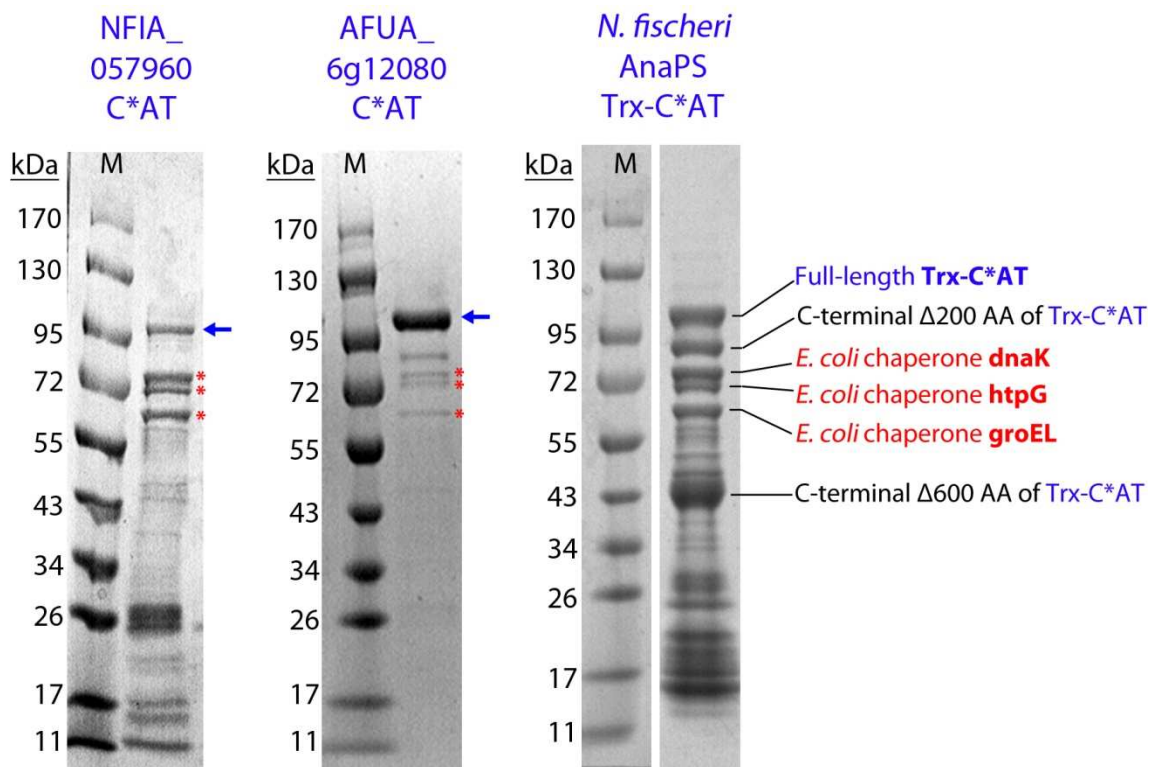 NFIA_
057960
C*AT
kDa M
170
130
95
72
55
43
34
26
17
11
*
*
*
AFUA_
6g12080
C*AT
kDa M
170
130
95
72
55
43
34
26
17
11
*
*
*
N. fischeri
AnaPS
Trx-C*AT
kDa M
170
130
95
72
55
43
34
26
17
11
Full-length Trx-C*AT
C-terminal Δ200 AA of Trx-C*AT
E. coli chaperone dnaK
E. coli chaperone htpG
E. coli chaperone groEL
C-terminal Δ600 AA of Trx-C*AT